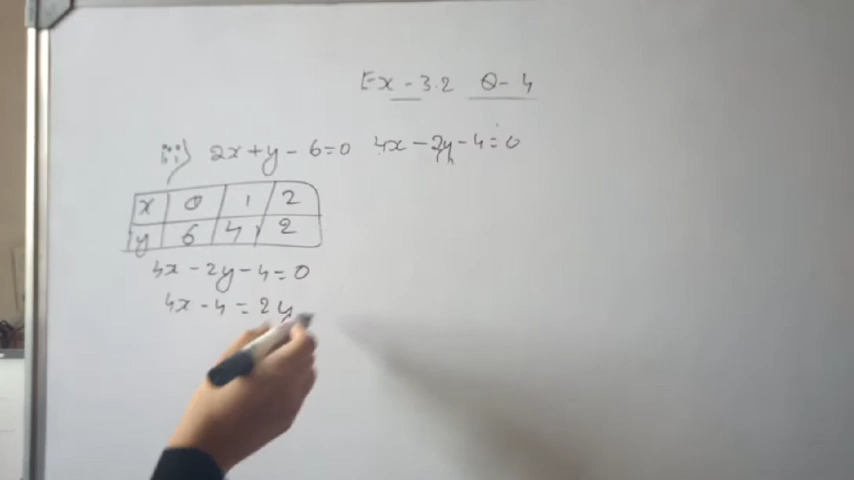 Ex - 3.2 Q - 4
iii) 2x + y - 6 = 0 4x - 2y - 4 = 0
x 0 1 2
y 6 4 2
4x - 2y - 4 = 0
4x - 4 = 2y